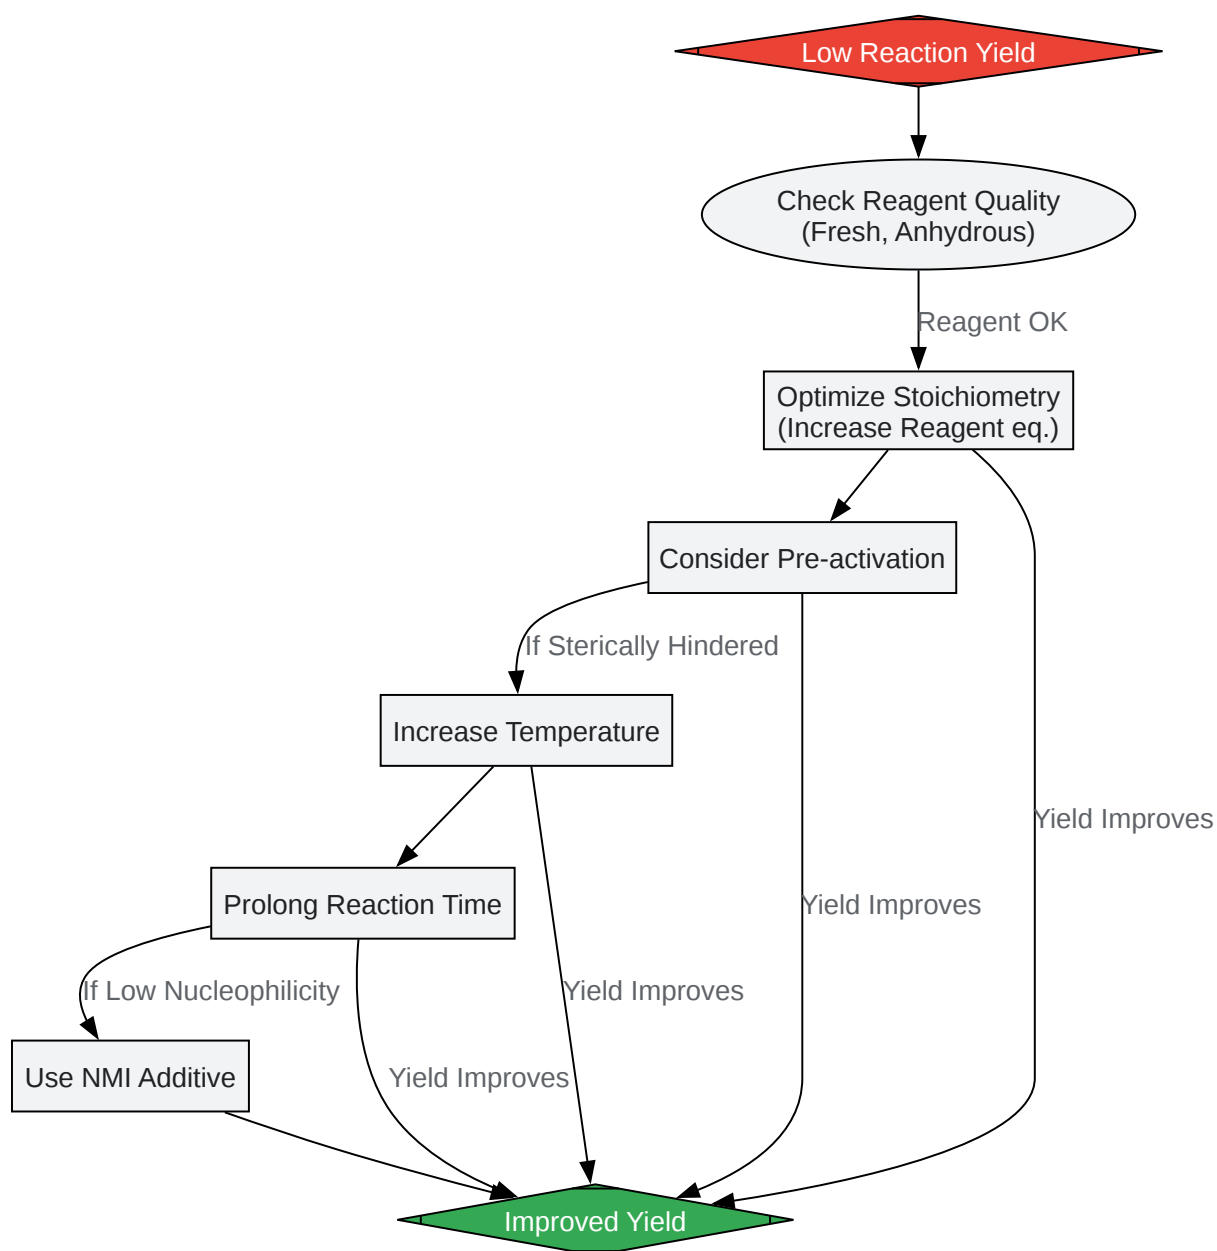 Low Reaction Yield
Check Reagent Quality
(Fresh, Anhydrous)
Reagent OK
Optimize Stoichiometry
(Increase Reagent eq.)
Consider Pre-activation
If Sterically Hindered
Increase Temperature
Yield Improves
Prolong Reaction Time
Yield Improves
If Low Nucleophilicity
Yield Improves
Use NMI Additive
Yield Improves
Improved Yield